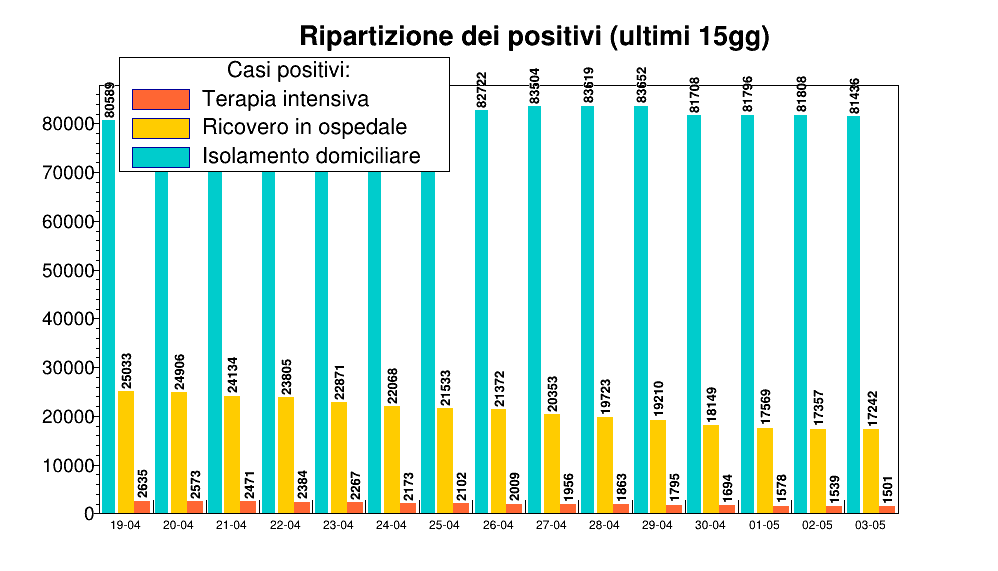 Ripartizione dei positivi (ultimi 15gg)
Casi positivi:
Terapia intensiva
Ricovero in ospedale
Isolamento domiciliare
80000
70000
60000
50000
40000
30000
20000
10000
0
80589 25033 2635
24906 2573
24134 2471
23805 2384
22871 2267
22068 2173
21533 2102
82722 21372 2009
83504 20353 1956
83619 19723 1863
83652 19210 1795
81708 18149 1694
81796 17569 1578
81808 17357 1539
81436 17242 1501
19-04 20-04 21-04 22-04 23-04 24-04 25-04 26-04 27-04 28-04 29-04 30-04 01-05 02-05 03-05